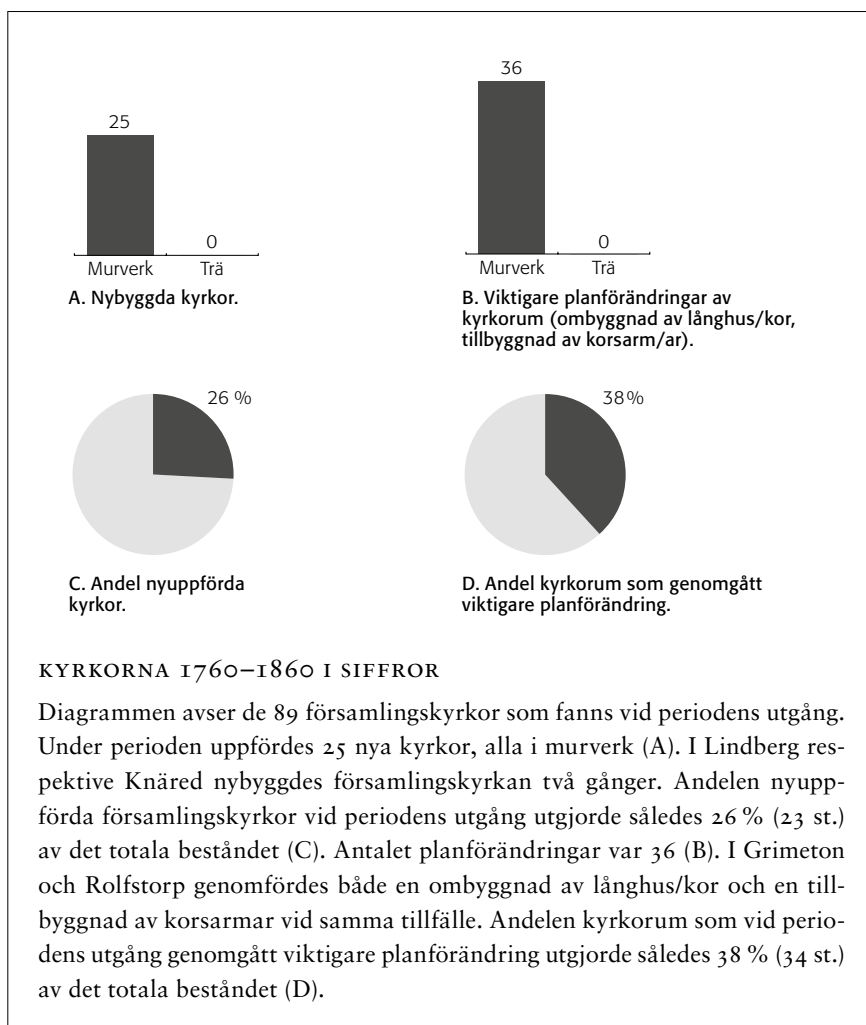 25
0
Murverk Trä
A. Nybyggda kyrkor.
36
0
Murverk Trä
B. Viktigare planförändringar av
kyrkorum (ombyggnad av långhus/kor,
tillbyggnad av korsarm/ar).
26 %
C. Andel nyuppförda
kyrkor.
38%
D. Andel kyrkorum som genomgått
viktigare planförändring.
KYRKORNA 1760–1860 I SIFFROR
Diagrammen avser de 89 församlingskyrkor som fanns vid periodens utgång.
Under perioden uppfördes 25 nya kyrkor, alla i murverk (A). I Lindberg res-
pektive Knäred nybyggdes församlingskyrkan två gånger. Andelen nyupp-
förda församlingskyrkor vid periodens utgång utgjorde således 26 % (23 st.)
av det totala beståndet (C). Antalet planförändringar var 36 (B). I Grimeton
och Rolfstorp genomfördes både en ombyggnad av långhus/kor och en till-
byggnad av korsarmar vid samma tillfälle. Andelen kyrkorum som vid perio-
dens utgång genomgått viktigare planförändring utgjorde således 38 % (34 st.)
av det totala beståndet (D).